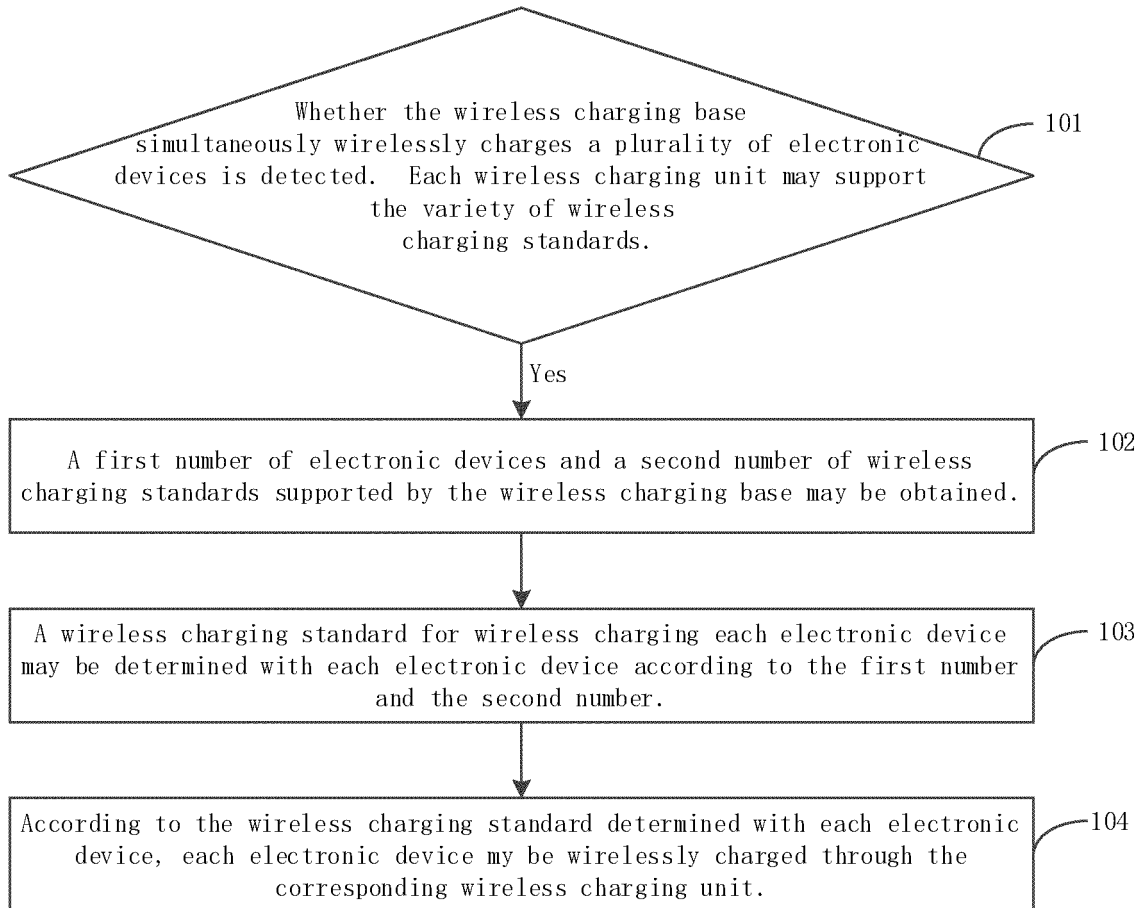 Whether the wireless charging base
simultaneously wirelessly charges a plurality of electronic
devices is detected.  Each wireless charging unit may support
the variety of wireless
charging standards.
101
Yes
A first number of electronic devices and a second number of wireless
charging standards supported by the wireless charging base may be obtained.
102
A wireless charging standard for wireless charging each electronic device
may be determined with each electronic device according to the first number
and the second number.
103
According to the wireless charging standard determined with each electronic
device, each electronic device my be wirelessly charged through the
corresponding wireless charging unit.
104